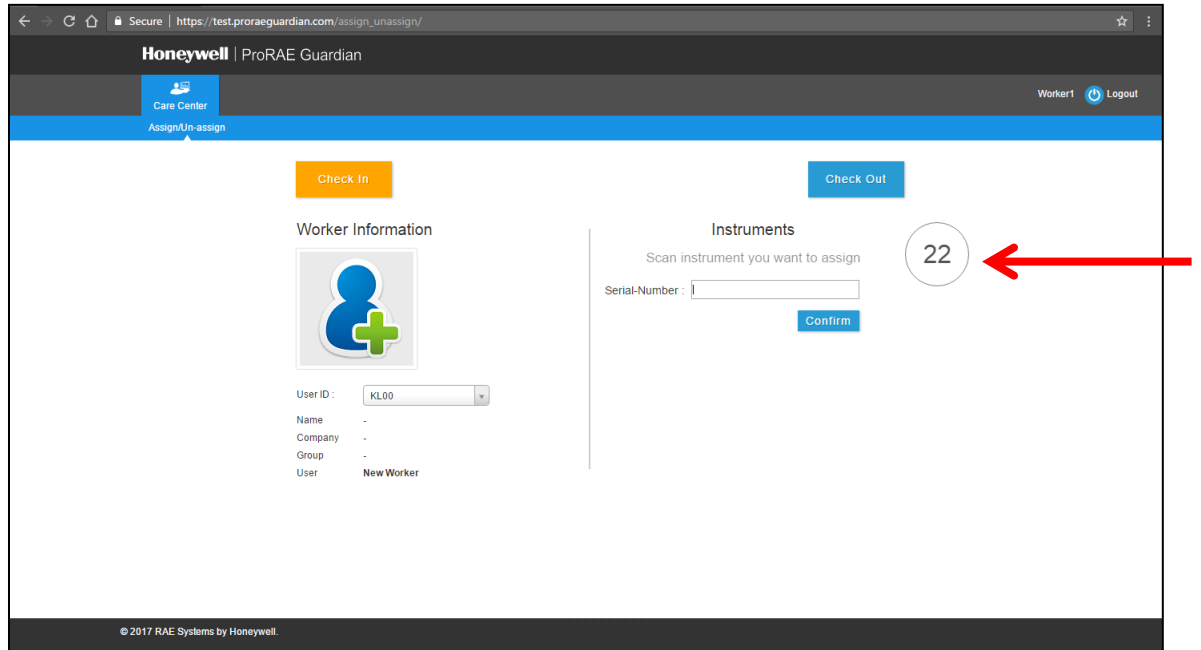 Secure | https://test.proraeguardian.com/assign_unassign/
Honeywell | ProRAE Guardian
Care Center
Worker1 Logout
Assign/Un-assign
Check In
Check Out
Worker Information
Instruments
Scan instrument you want to assign
22
Serial-Number :
Confirm
User ID : KL00
Name -
Company -
Group -
User New Worker
© 2017 RAE Systems by Honeywell.